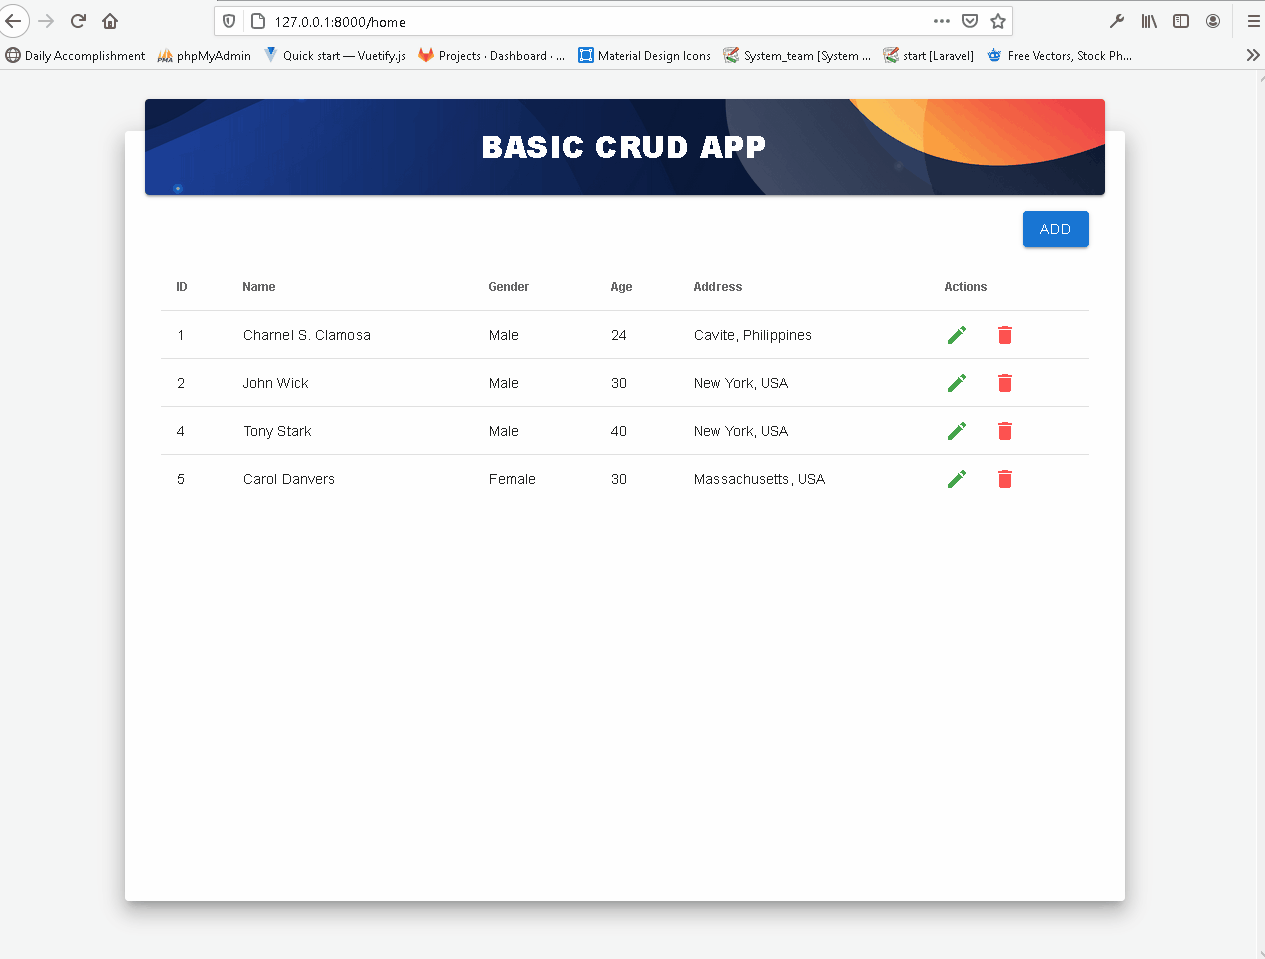 127.0.0.1:8000/home
Daily Accomplishment phpMyAdmin Quick start — Vuetify.js Projects · Dashboard · ... Material Design Icons System_team [System ... start [Laravel] Free Vectors, Stock Ph...
BASIC CRUD APP
ADD
ID Name Gender Age Address Actions
1 Charnel S. Clamosa Male 24 Cavite, Philippines
2 John Wick Male 30 New York, USA
4 Tony Stark Male 40 New York, USA
5 Carol Danvers Female 30 Massachusetts, USA